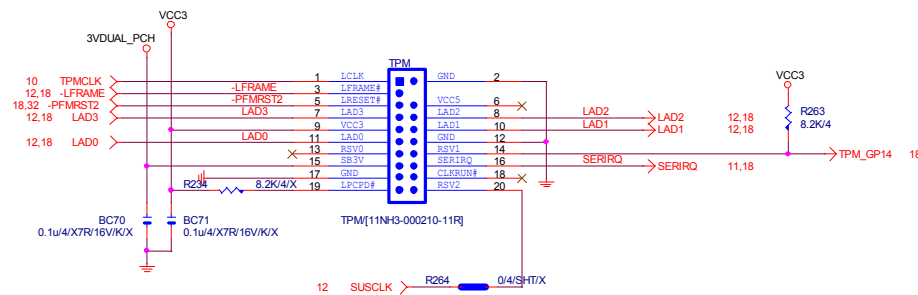 VCC3
3VDUAL_PCH
TPM
VCC3
10 TPMCLK 1 LCLK GND 2
12,18 -LFRAME -LFRAME 3 LFRAME#
18,32 -PFMRST2 -PFMRST2 5 LRESET# VCC5 6
12,18 LAD3 LAD3 7 LAD3 LAD2 8 LAD2 LAD2 12,18
9 VCC3 LAD1 10 LAD1 LAD1 12,18
12,18 LAD0 LAD0 11 LAD0 GND 12
13 RSV0 RSV1 14 TPM_GP14 18
15 SB3V SERIRQ 16 SERIRQ SERIRQ 11,18
17 GND CLKRUN# 18
R234 8.2K/4/X 19 LPCPD# RSV2 20
R263
8.2K/4
TPM/[11NH3-000210-11R]
BC70
0.1u/4/X7R/16V/K/X
BC71
0.1u/4/X7R/16V/K/X
12 SUSCLK R264 0/4/SHT/X